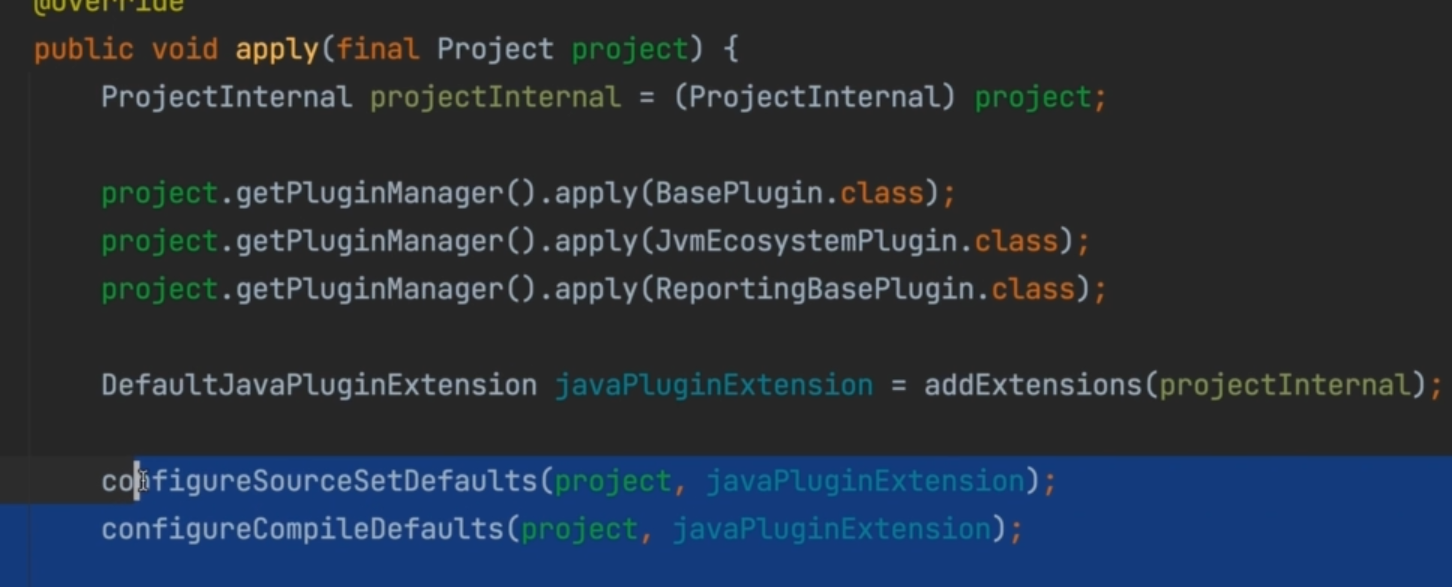 @Override
public void apply(final Project project) {
ProjectInternal projectInternal = (ProjectInternal) project;
project.getPluginManager().apply(BasePlugin.class);
project.getPluginManager().apply(JvmEcosystemPlugin.class);
project.getPluginManager().apply(ReportingBasePlugin.class);
DefaultJavaPluginExtension javaPluginExtension = addExtensions(projectInternal);
configureSourceSetDefaults(project, javaPluginExtension);
configureCompileDefaults(project, javaPluginExtension);